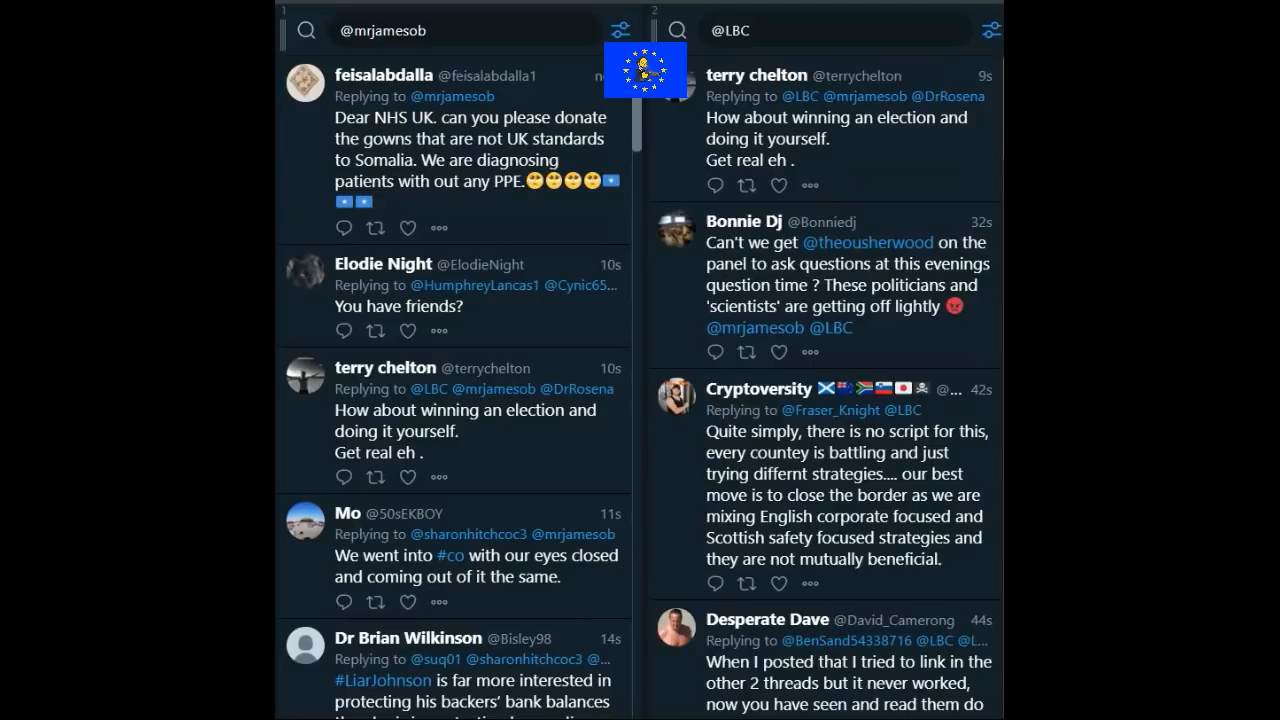 1
@mrjamesob
feisalabdalla @feisalabdalla1
Replying to @mrjamesob
Dear NHS UK. can you please donate
the gowns that are not UK standards
to Somalia. We are diagnosing
patients with out any PPE.🥺🥺🥺🥺🇸🇴
🇸🇴🇸🇴
Elodie Night @ElodieNight 10s
Replying to @HumphreyLancas1 @Cynic65...
You have friends?
terry chelton @terrychelton 10s
Replying to @LBC @mrjamesob @DrRosena
How about winning an election and
doing it yourself.
Get real eh .
Mo @50sEKBOY 11s
Replying to @sharonhitchcoc3 @mrjamesob
We went into #co with our eyes closed
and coming out of it the same.
Dr Brian Wilkinson @Bisley98 14s
Replying to @suq01 @sharonhitchcoc3 @...
#LiarJohnson is far more interested in
protecting his backers’ bank balances
2
@LBC
terry chelton @terrychelton 9s
Replying to @LBC @mrjamesob @DrRosena
How about winning an election and
doing it yourself.
Get real eh .
Bonnie Dj @Bonniedj 32s
Can't we get @theousherwood on the
panel to ask questions at this evenings
question time ? These politicians and
'scientists' are getting off lightly 😡
@mrjamesob @LBC
Cryptoversity 🏴󠁧󠁢󠁳󠁣󠁴󠁿🇳🇿🇿🇦🇸🇮🇯🇵🏴‍☠️ @... 42s
Replying to @Fraser_Knight @LBC
Quite simply, there is no script for this,
every countey is battling and just
trying differnt strategies.... our best
move is to close the border as we are
mixing English corporate focused and
Scottish safety focused strategies and
they are not mutually beneficial.
Desperate Dave @David_Camerong 44s
Replying to @BenSand54338716 @LBC @L...
When I posted that I tried to link in the
other 2 threads but it never worked,
now you have seen and read them do